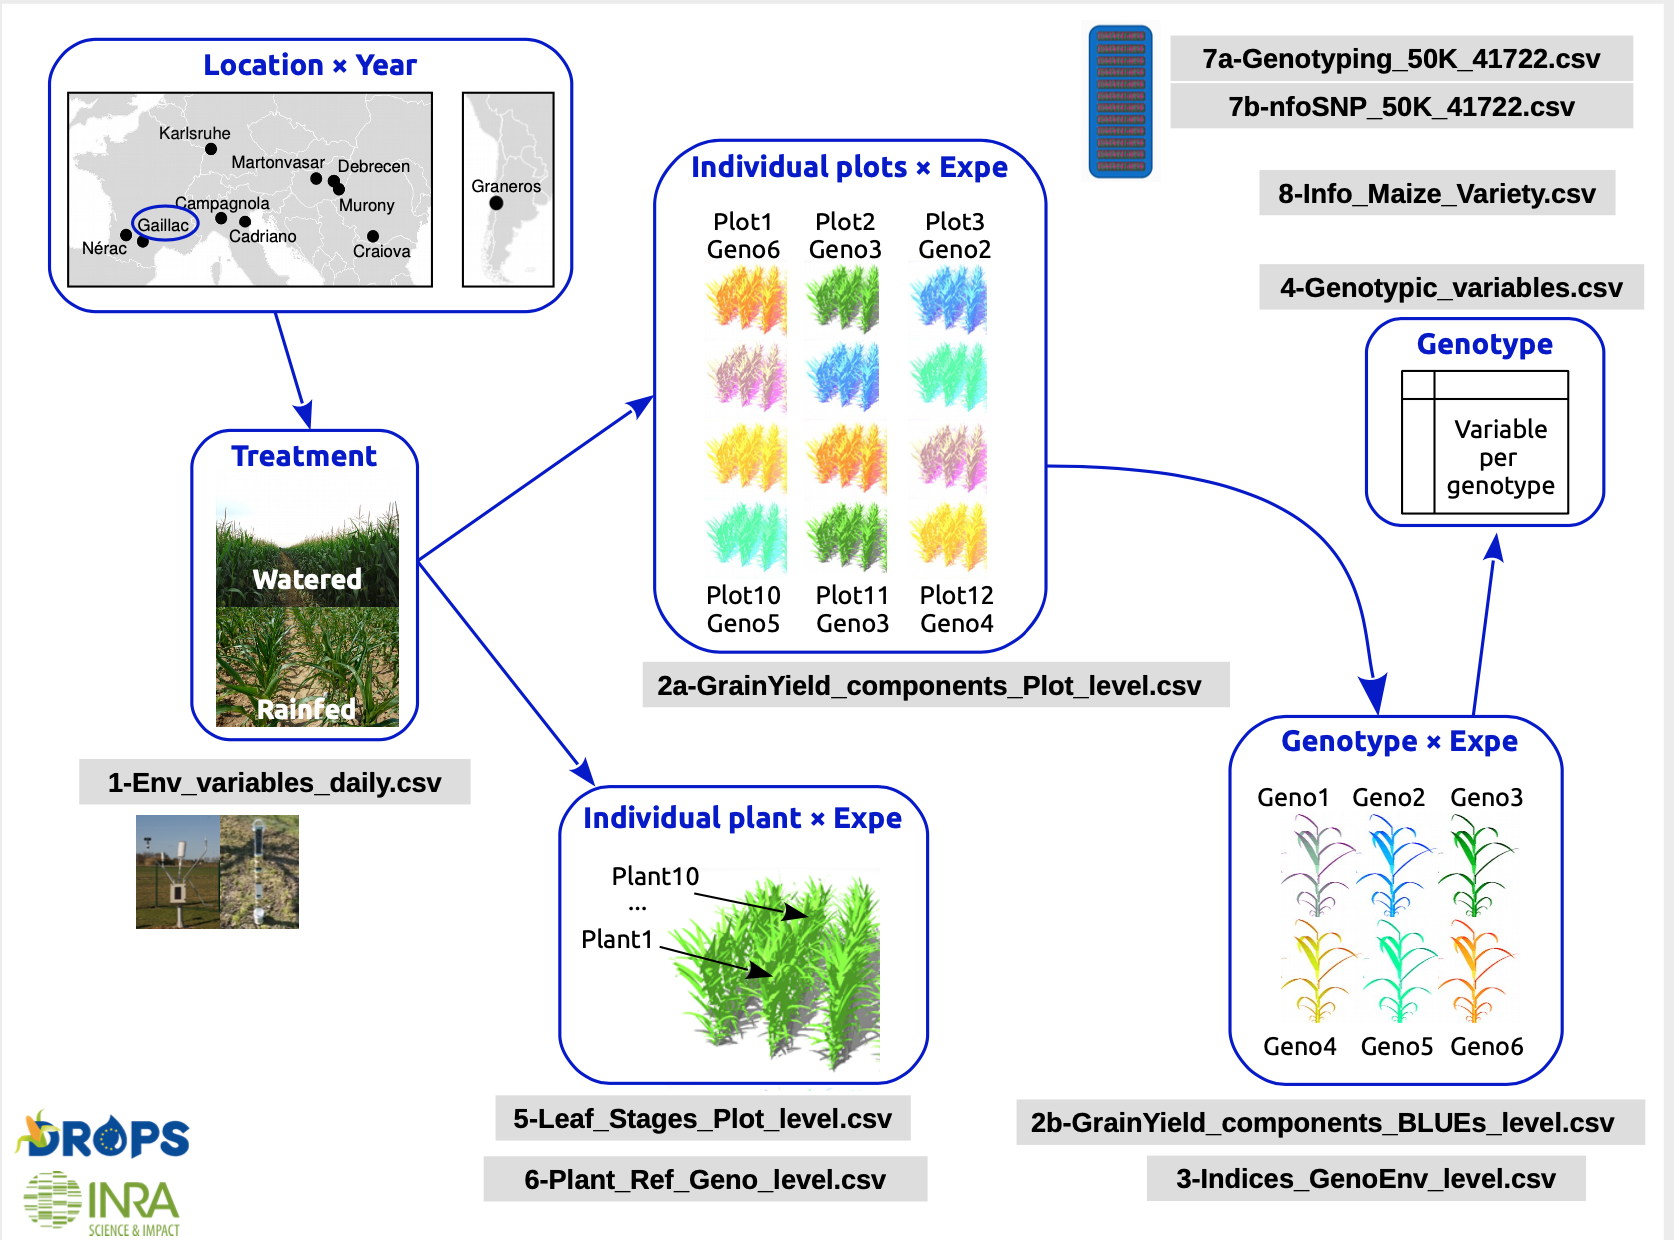 Location × Year
Karlsruhe
Martonvasar
Debrecen
Murony
Campagnola
Gaillac
Cadriano
Nérac
Craiova
Graneros
Treatment
Watered
Rainfed
1-Env_variables_daily.csv
Individual plots × Expe
Plot1 Plot2 Plot3
Geno6 Geno3 Geno2
Plot10 Plot11 Plot12
Geno5 Geno3 Geno4
2a-GrainYield_components_Plot_level.csv
Individual plant × Expe
Plant10
...
Plant1
5-Leaf_Stages_Plot_level.csv
6-Plant_Ref_Geno_level.csv
7a-Genotyping_50K_41722.csv
7b-nfoSNP_50K_41722.csv
8-Info_Maize_Variety.csv
4-Genotypic_variables.csv
Genotype
Variable
per
genotype
Genotype × Expe
Geno1 Geno2 Geno3
Geno4 Geno5 Geno6
2b-GrainYield_components_BLUEs_level.csv
3-Indices_GenoEnv_level.csv
DROPS
INRA
SCIENCE & IMPACT